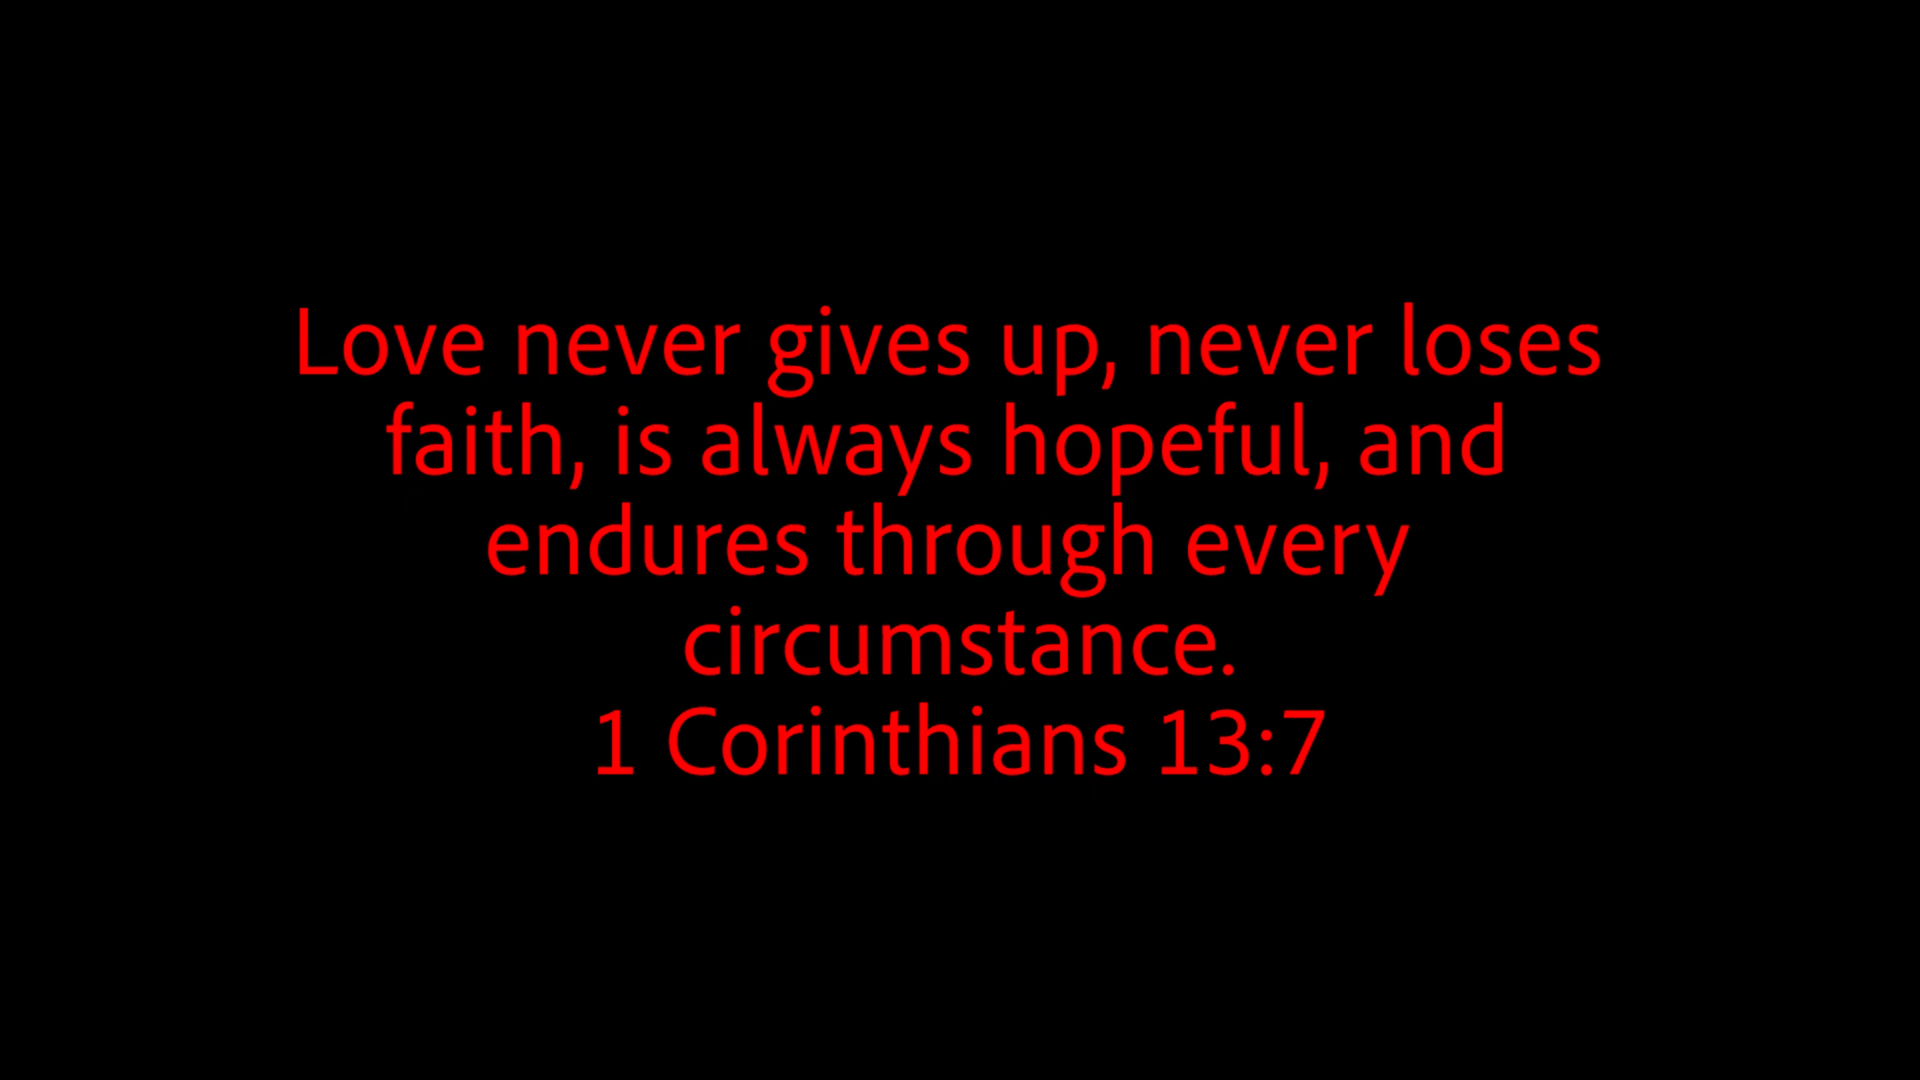 Love never gives up, never loses
faith, is always hopeful, and
endures through every
circumstance.
1 Corinthians 13:7